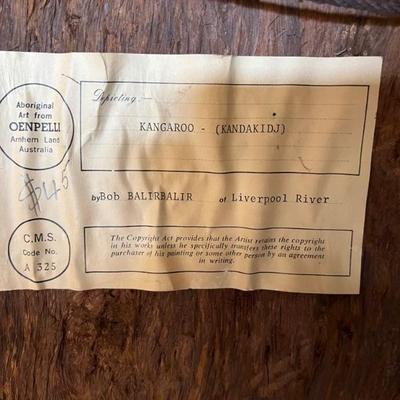 Aboriginal
Art from
OENPELLI
Arnhem Land
Australia
$45
C.M.S.
Code No.
A 325
Depicting:—
KANGAROO - (KANDAKIDJ)
by Bob BALIRBALIR of Liverpool River
The Copyright Act provides that the Artist retains the copyright
in his works unless he specifically transfers these rights to the
purchaser of his painting or some other person by an agreement
in writing.